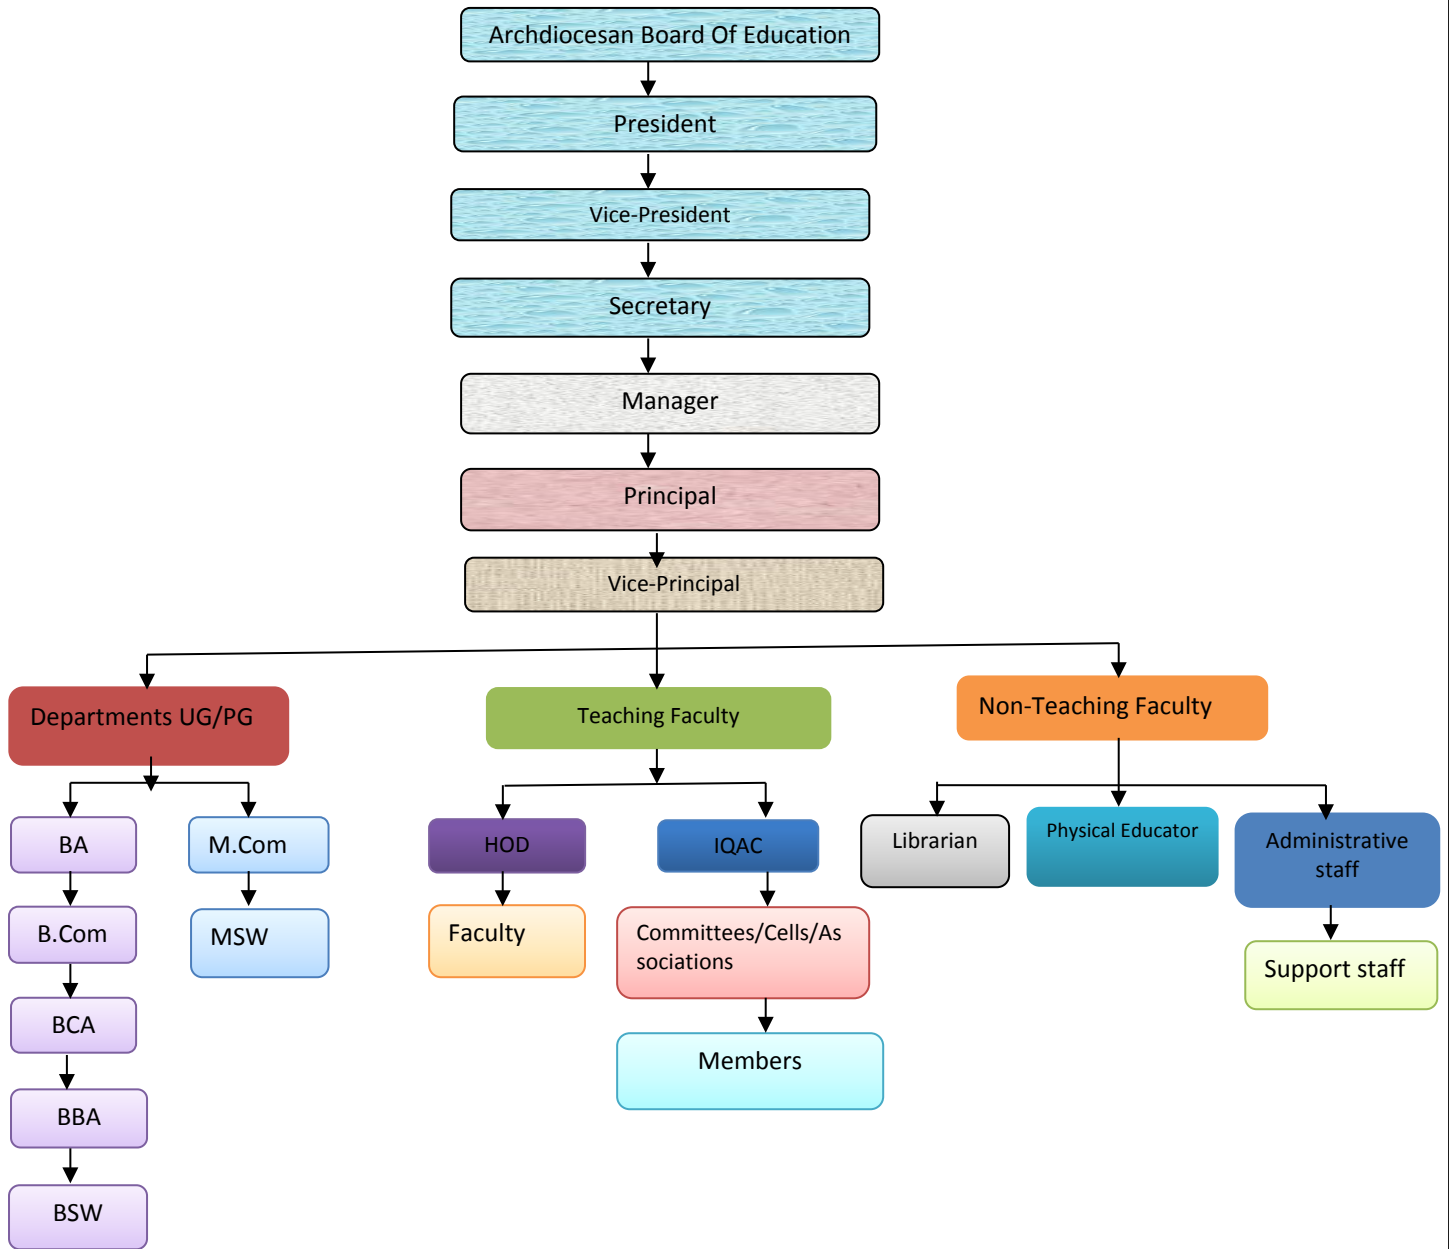 Archdiocesan Board Of Education
President
Vice-President
Secretary
Manager
Principal
Vice-Principal
Departments UG/PG
Teaching Faculty
Non-Teaching Faculty
BA
M.Com
HOD
IQAC
Librarian
Physical Educator
Administrative
staff
B.Com
MSW
Faculty
Committees/Cells/As
sociations
Support staff
BCA
Members
BBA
BSW